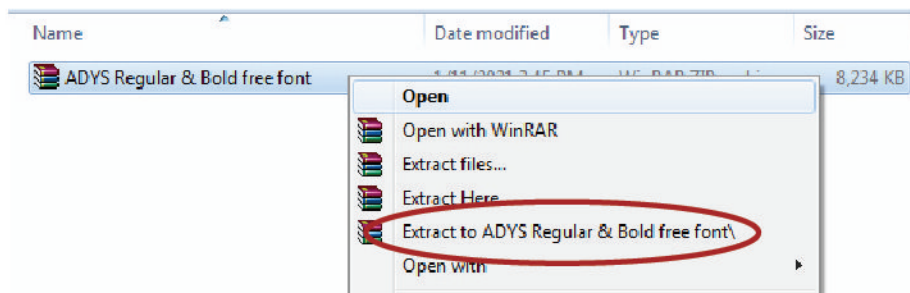 Name Date modified Type Size
ADYS Regular & Bold free font 8,234 KB
Open
Open with WinRAR
Extract files...
Extract Here
Extract to ADYS Regular & Bold free font\
Open with